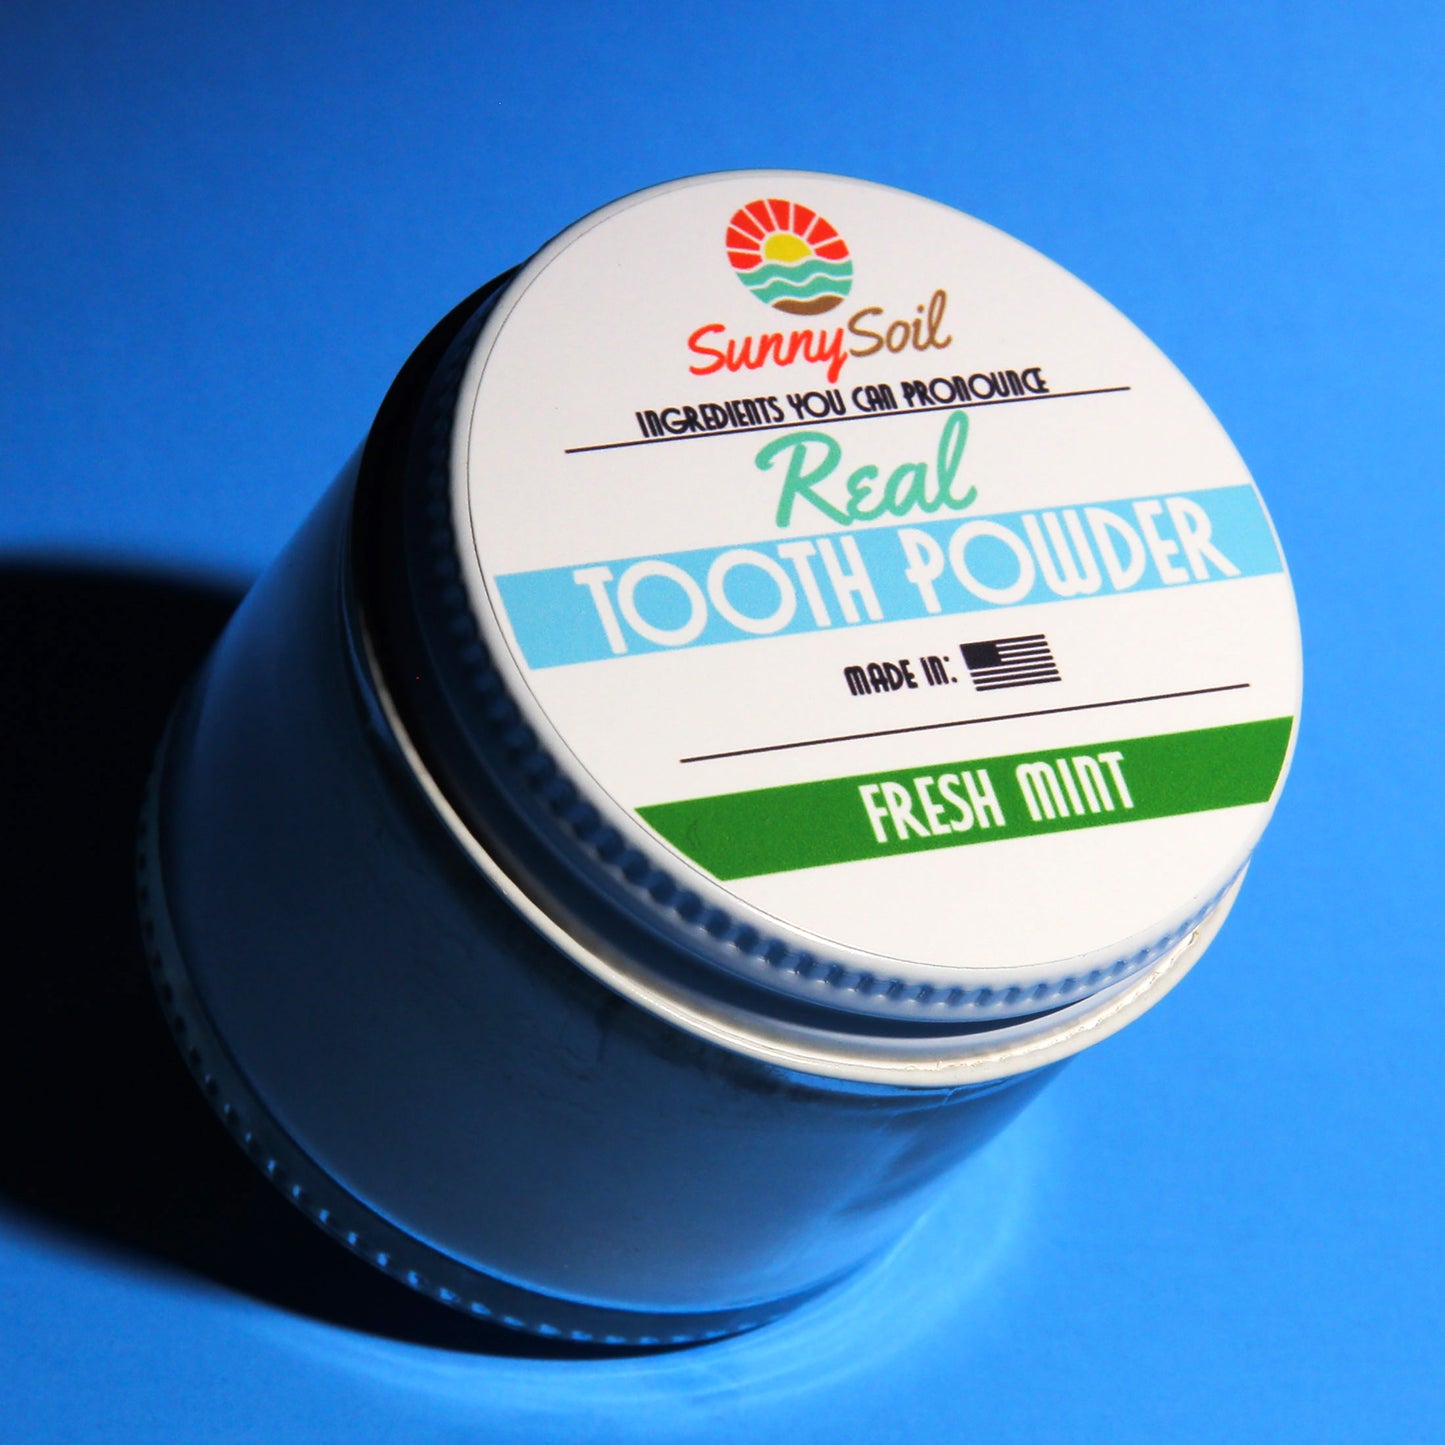 SunnySoil
INGREDIENTS YOU CAN PRONOUNCE
Real
TOOTH POWDER
MADE IN:
FRESH MINT